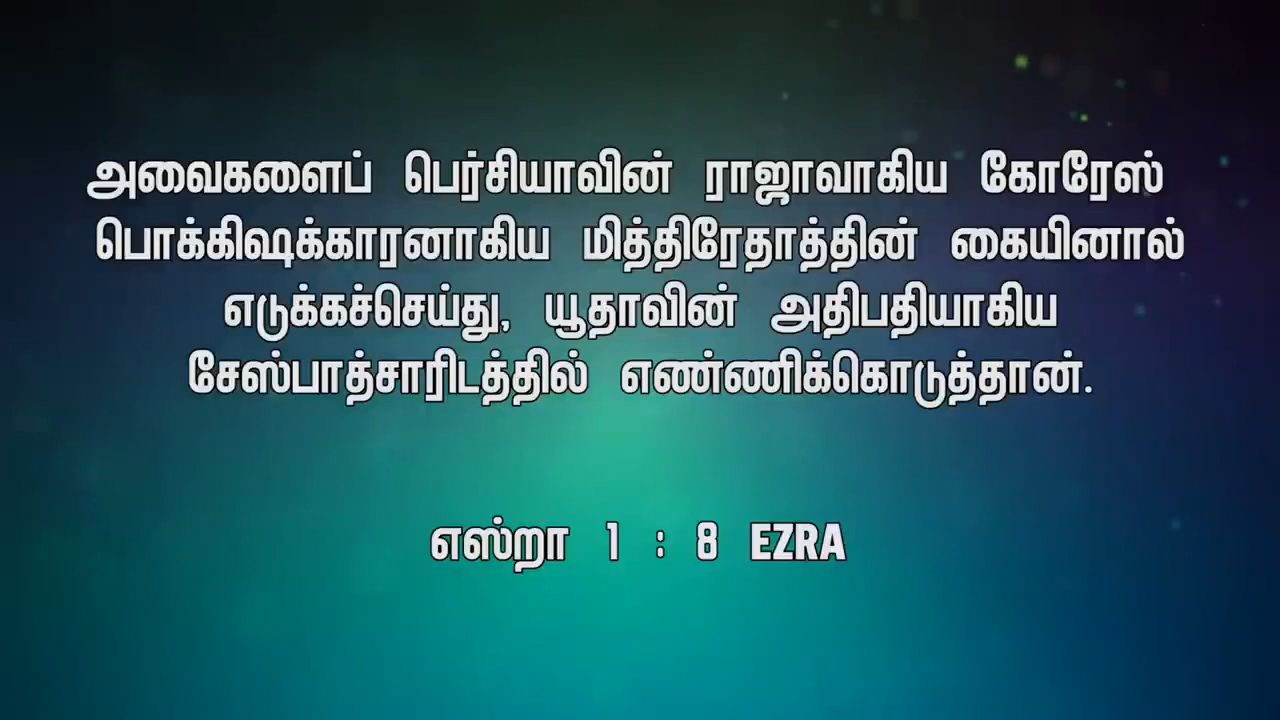 அவைகளைப் பெர்சியாவின் ராஜாவாகிய கோரேஸ்
பொக்கிஷக்காரனாகிய மித்திரேதாத்தின் கையினால்
எடுக்கச்செய்து, யூதாவின் அதிபதியாகிய
சேஸ்பாத்சாரிடத்தில் எண்ணிக்கொடுத்தான்.
எஸ்றா 1 : 8 EZRA